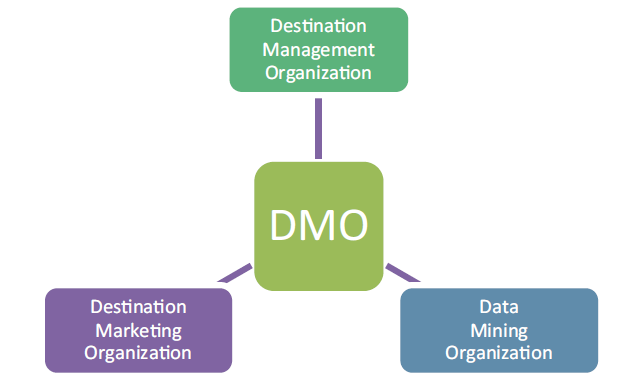 Destination
Management
Organization
DMO
Destination
Marketing
Organization
Data
Mining
Organization